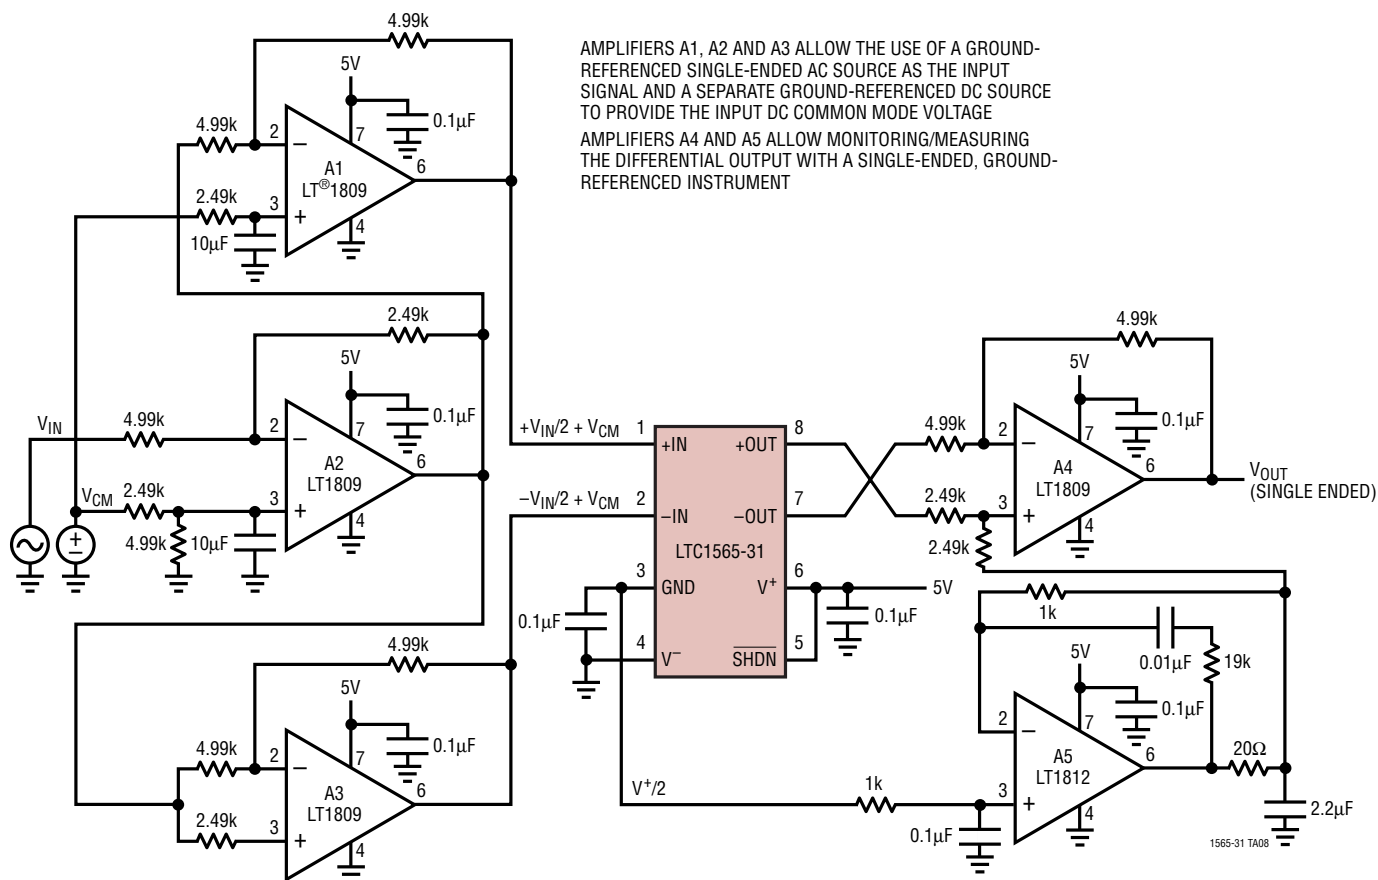 4.99k
5V
0.1µF
4.99k
2
7
−
A1
LT®1809
6
2.49k
3
+
4
10µF
AMPLIFIERS A1, A2 AND A3 ALLOW THE USE OF A GROUND-
REFERENCED SINGLE-ENDED AC SOURCE AS THE INPUT
SIGNAL AND A SEPARATE GROUND-REFERENCED DC SOURCE
TO PROVIDE THE INPUT DC COMMON MODE VOLTAGE
AMPLIFIERS A4 AND A5 ALLOW MONITORING/MEASURING
THE DIFFERENTIAL OUTPUT WITH A SINGLE-ENDED, GROUND-
REFERENCED INSTRUMENT
2.49k
5V
0.1µF
VIN
4.99k
2
7
−
A2
LT1809
6
VCM
2.49k
3
+
4
4.99k
10µF
+
−
4.99k
5V
0.1µF
4.99k
2
7
−
A3
LT1809
6
2.49k
3
+
4
+VIN/2 + VCM
1
+IN
+OUT
8
−VIN/2 + VCM
2
−IN
−OUT
7
LTC1565-31
3
GND
V+
6
5V
0.1µF
0.1µF
4
V−
SHDN
5
V+/2
4.99k
5V
0.1µF
4.99k
2
7
−
A4
LT1809
6
VOUT
(SINGLE ENDED)
2.49k
3
+
4
2.49k
1k
0.01µF
19k
5V
0.1µF
2
7
−
A5
LT1812
6
20Ω
1k
3
+
4
0.1µF
2.2µF
1565-31 TA08